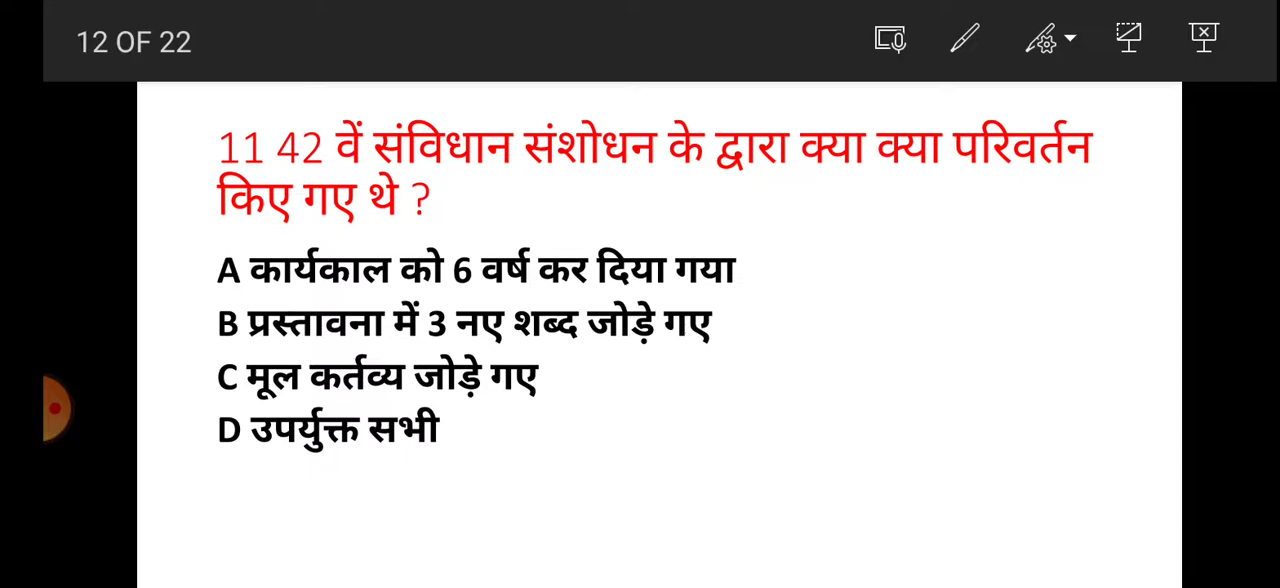 12 OF 22
11 42 वें संविधान संशोधन के द्वारा क्या क्या परिवर्तन
किए गए थे ?
A कार्यकाल को 6 वर्ष कर दिया गया
B प्रस्तावना में 3 नए शब्द जोड़े गए
C मूल कर्तव्य जोड़े गए
D उपर्युक्त सभी